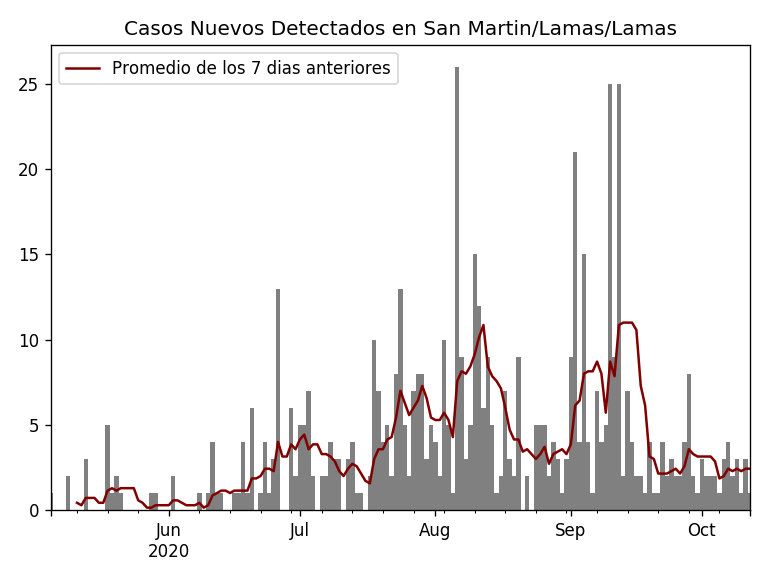 Casos Nuevos Detectados en San Martin/Lamas/Lamas
Promedio de los 7 dias anteriores
25
20
15
10
5
0
Jun
2020
Jul
Aug
Sep
Oct